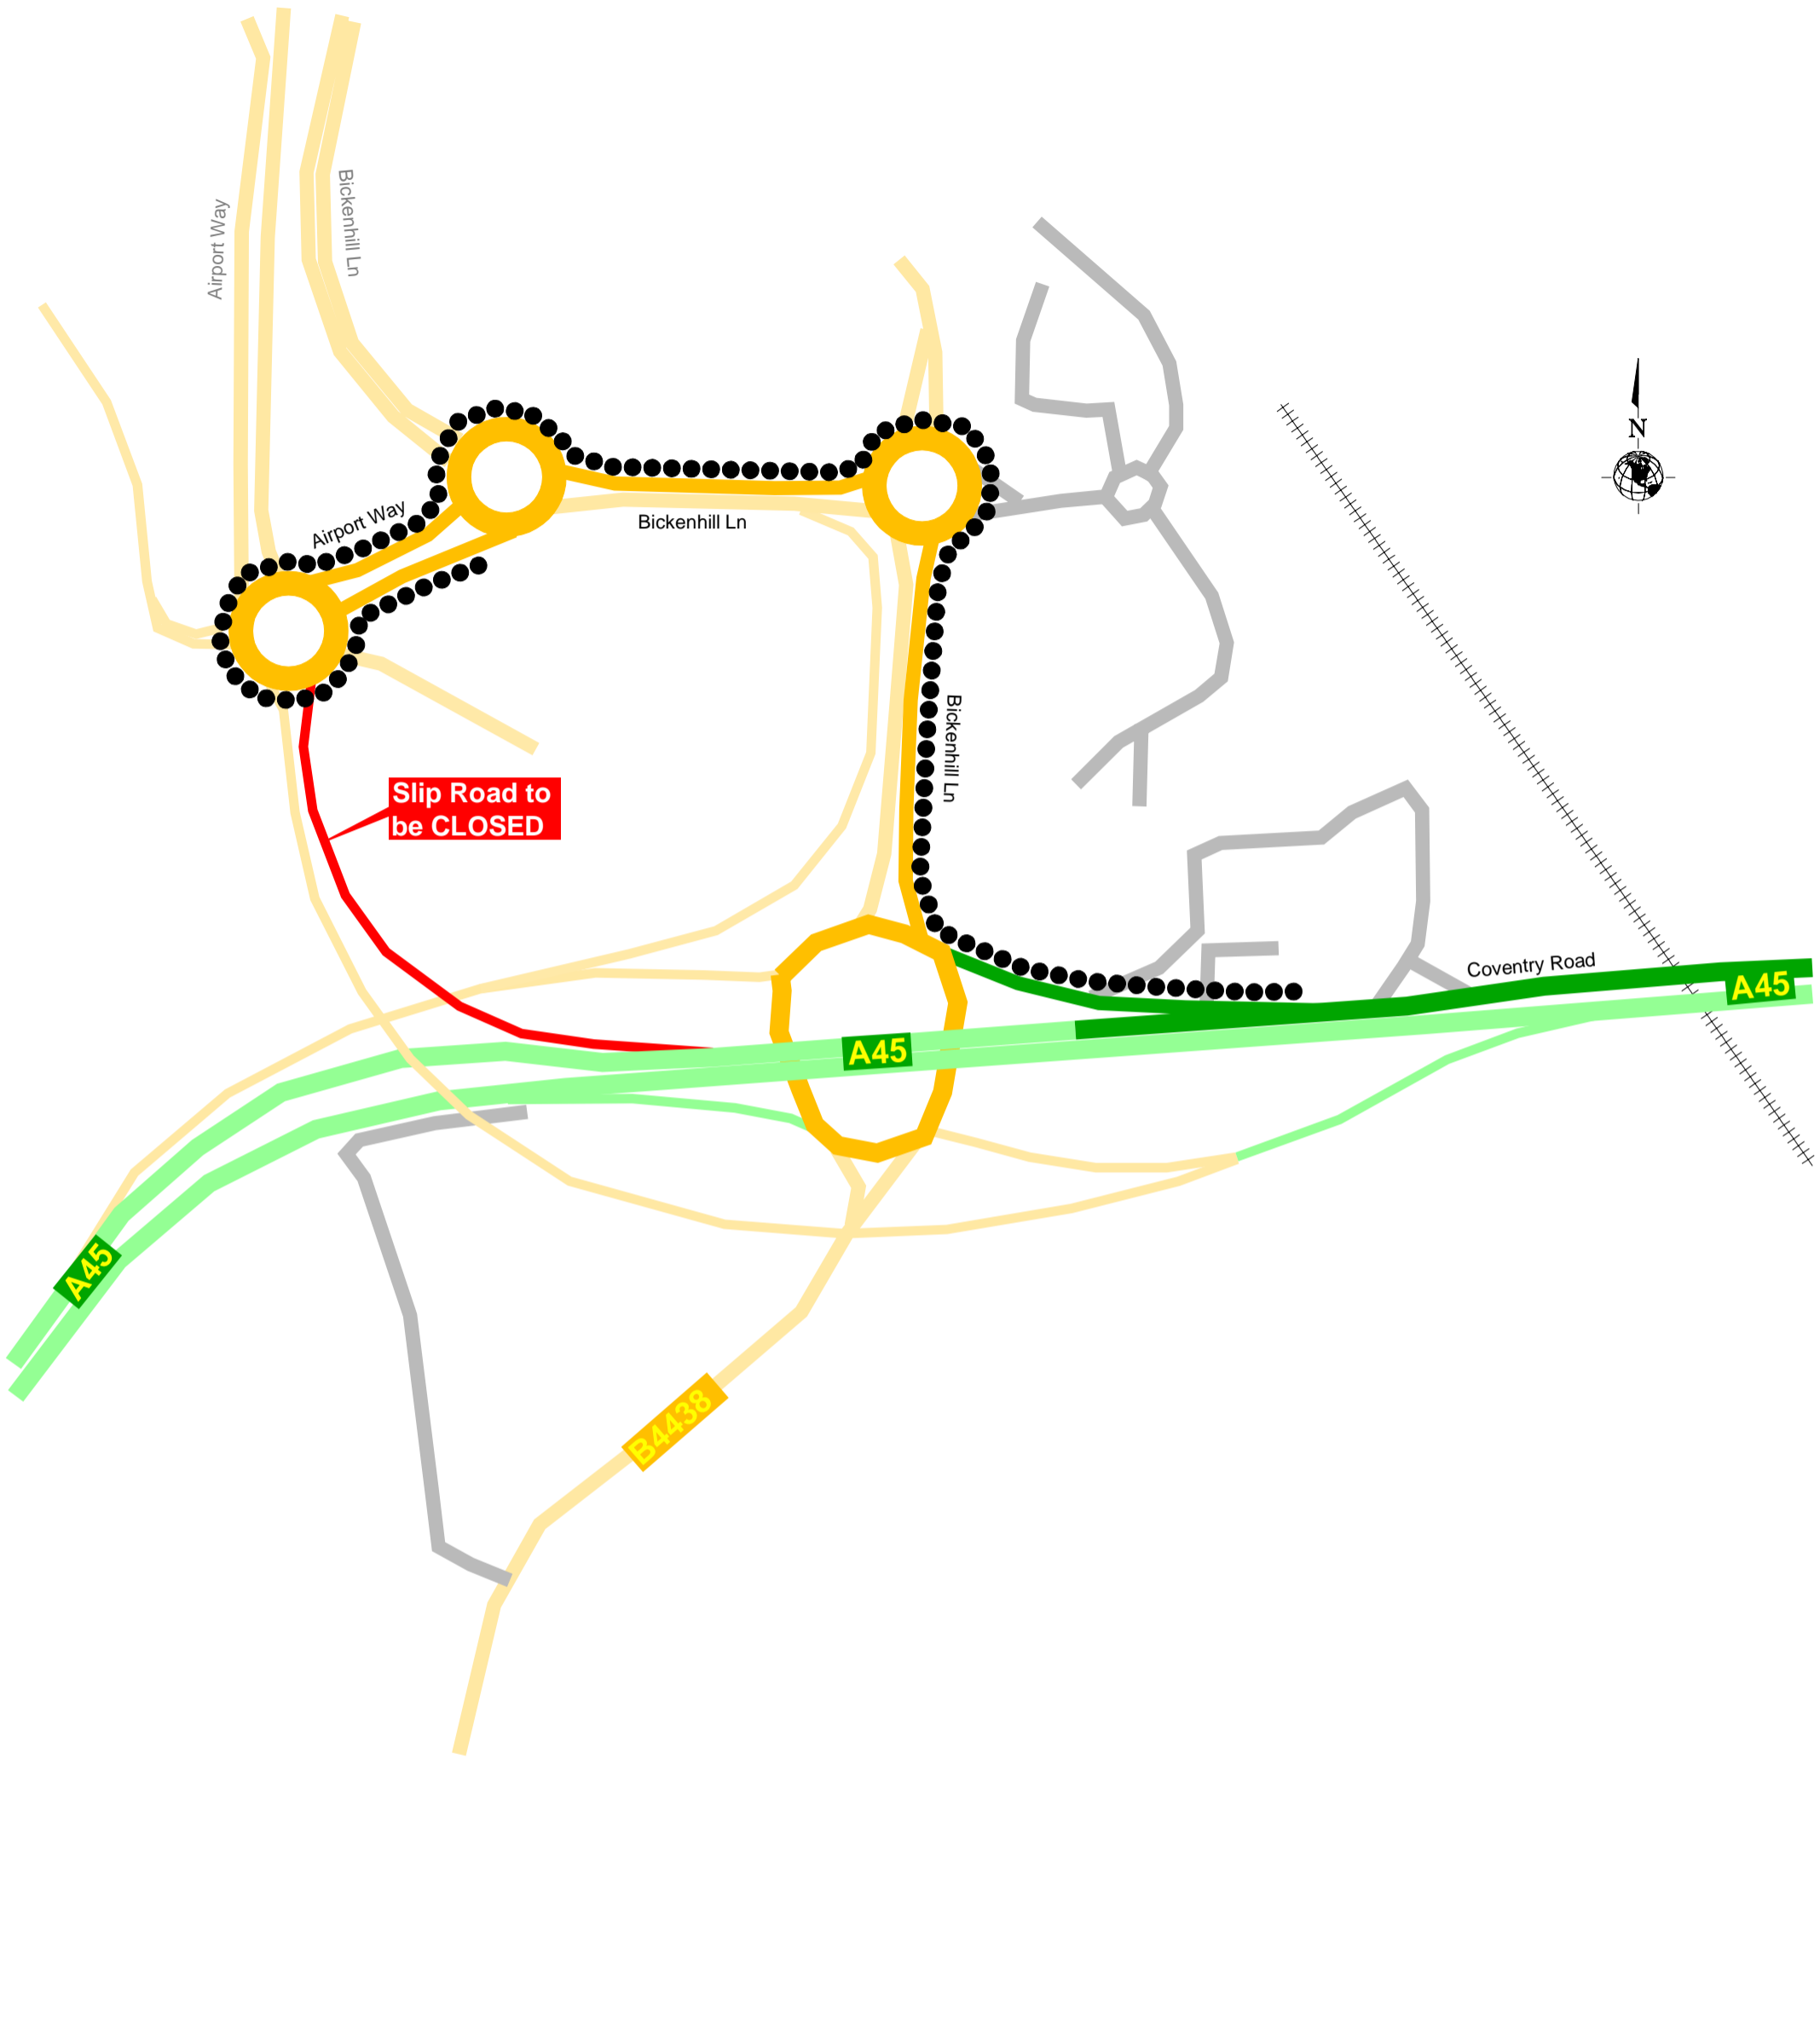 Bickenhill Ln
Airport Way
N
Airport Way
Bickenhill Ln
Bickenhill Ln
Slip Road to
be CLOSED
Coventry Road
A45
A45
A45
B4438